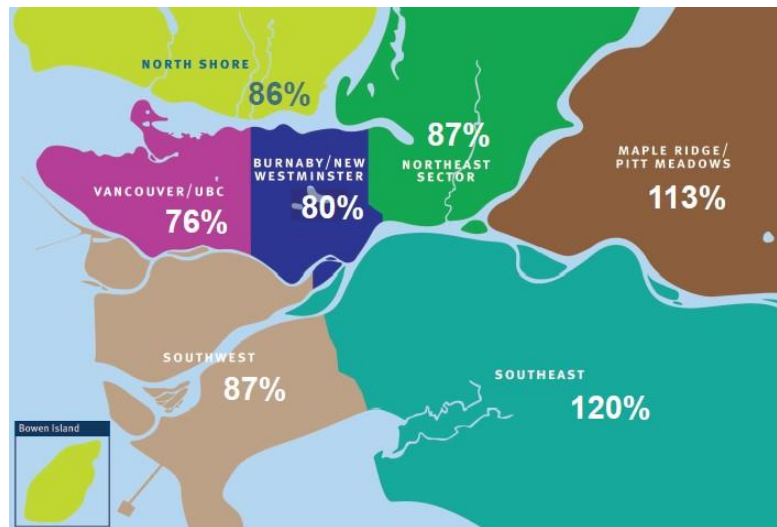 NORTH SHORE
86%
87%
NORTHEAST
SECTOR
MAPLE RIDGE/
PITT MEADOWS
113%
BURNABY/NEW
WESTMINSTER
80%
VANCOUVER/UBC
76%
SOUTHWEST
87%
SOUTHEAST
120%
Bowen Island